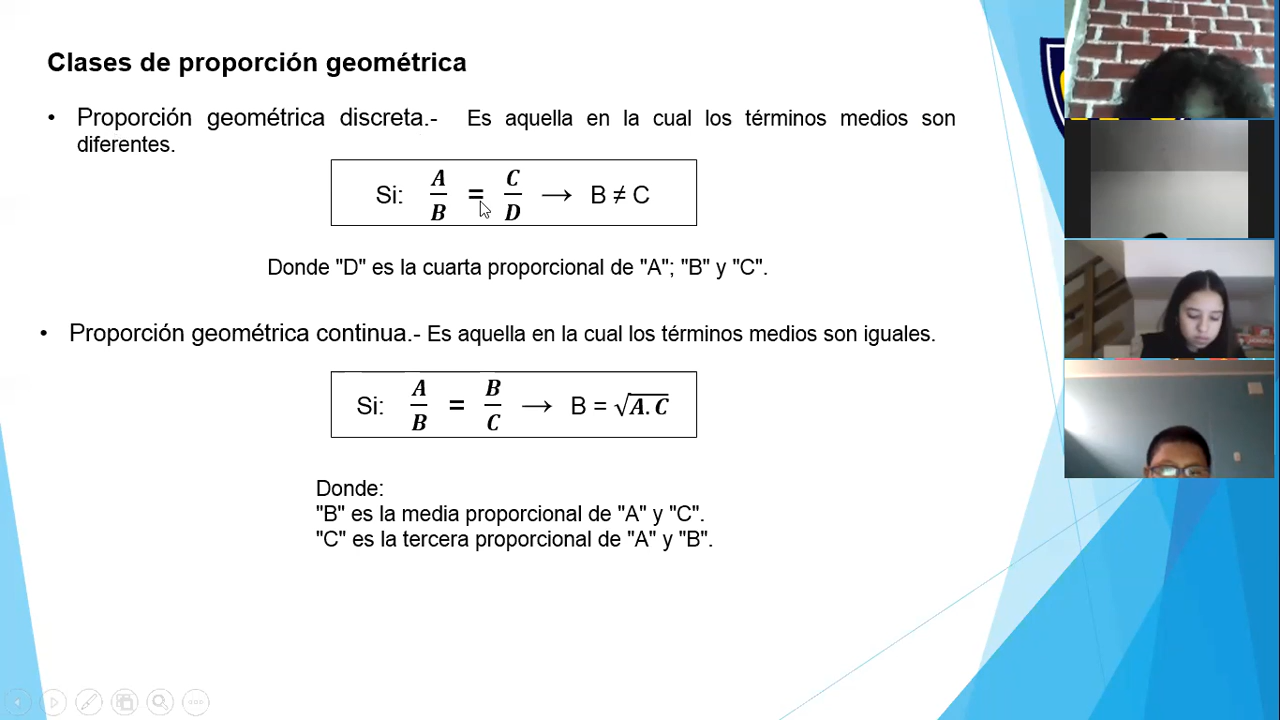 Clases de proporción geométrica
• Proporción geométrica discreta.- Es aquella en la cual los términos medios son
diferentes.
Si: A/B = C/D → B ≠ C
Donde "D" es la cuarta proporcional de "A"; "B" y "C".
• Proporción geométrica continua.- Es aquella en la cual los términos medios son iguales.
Si: A/B = B/C → B = √A.C
Donde:
"B" es la media proporcional de "A" y "C".
"C" es la tercera proporcional de "A" y "B".